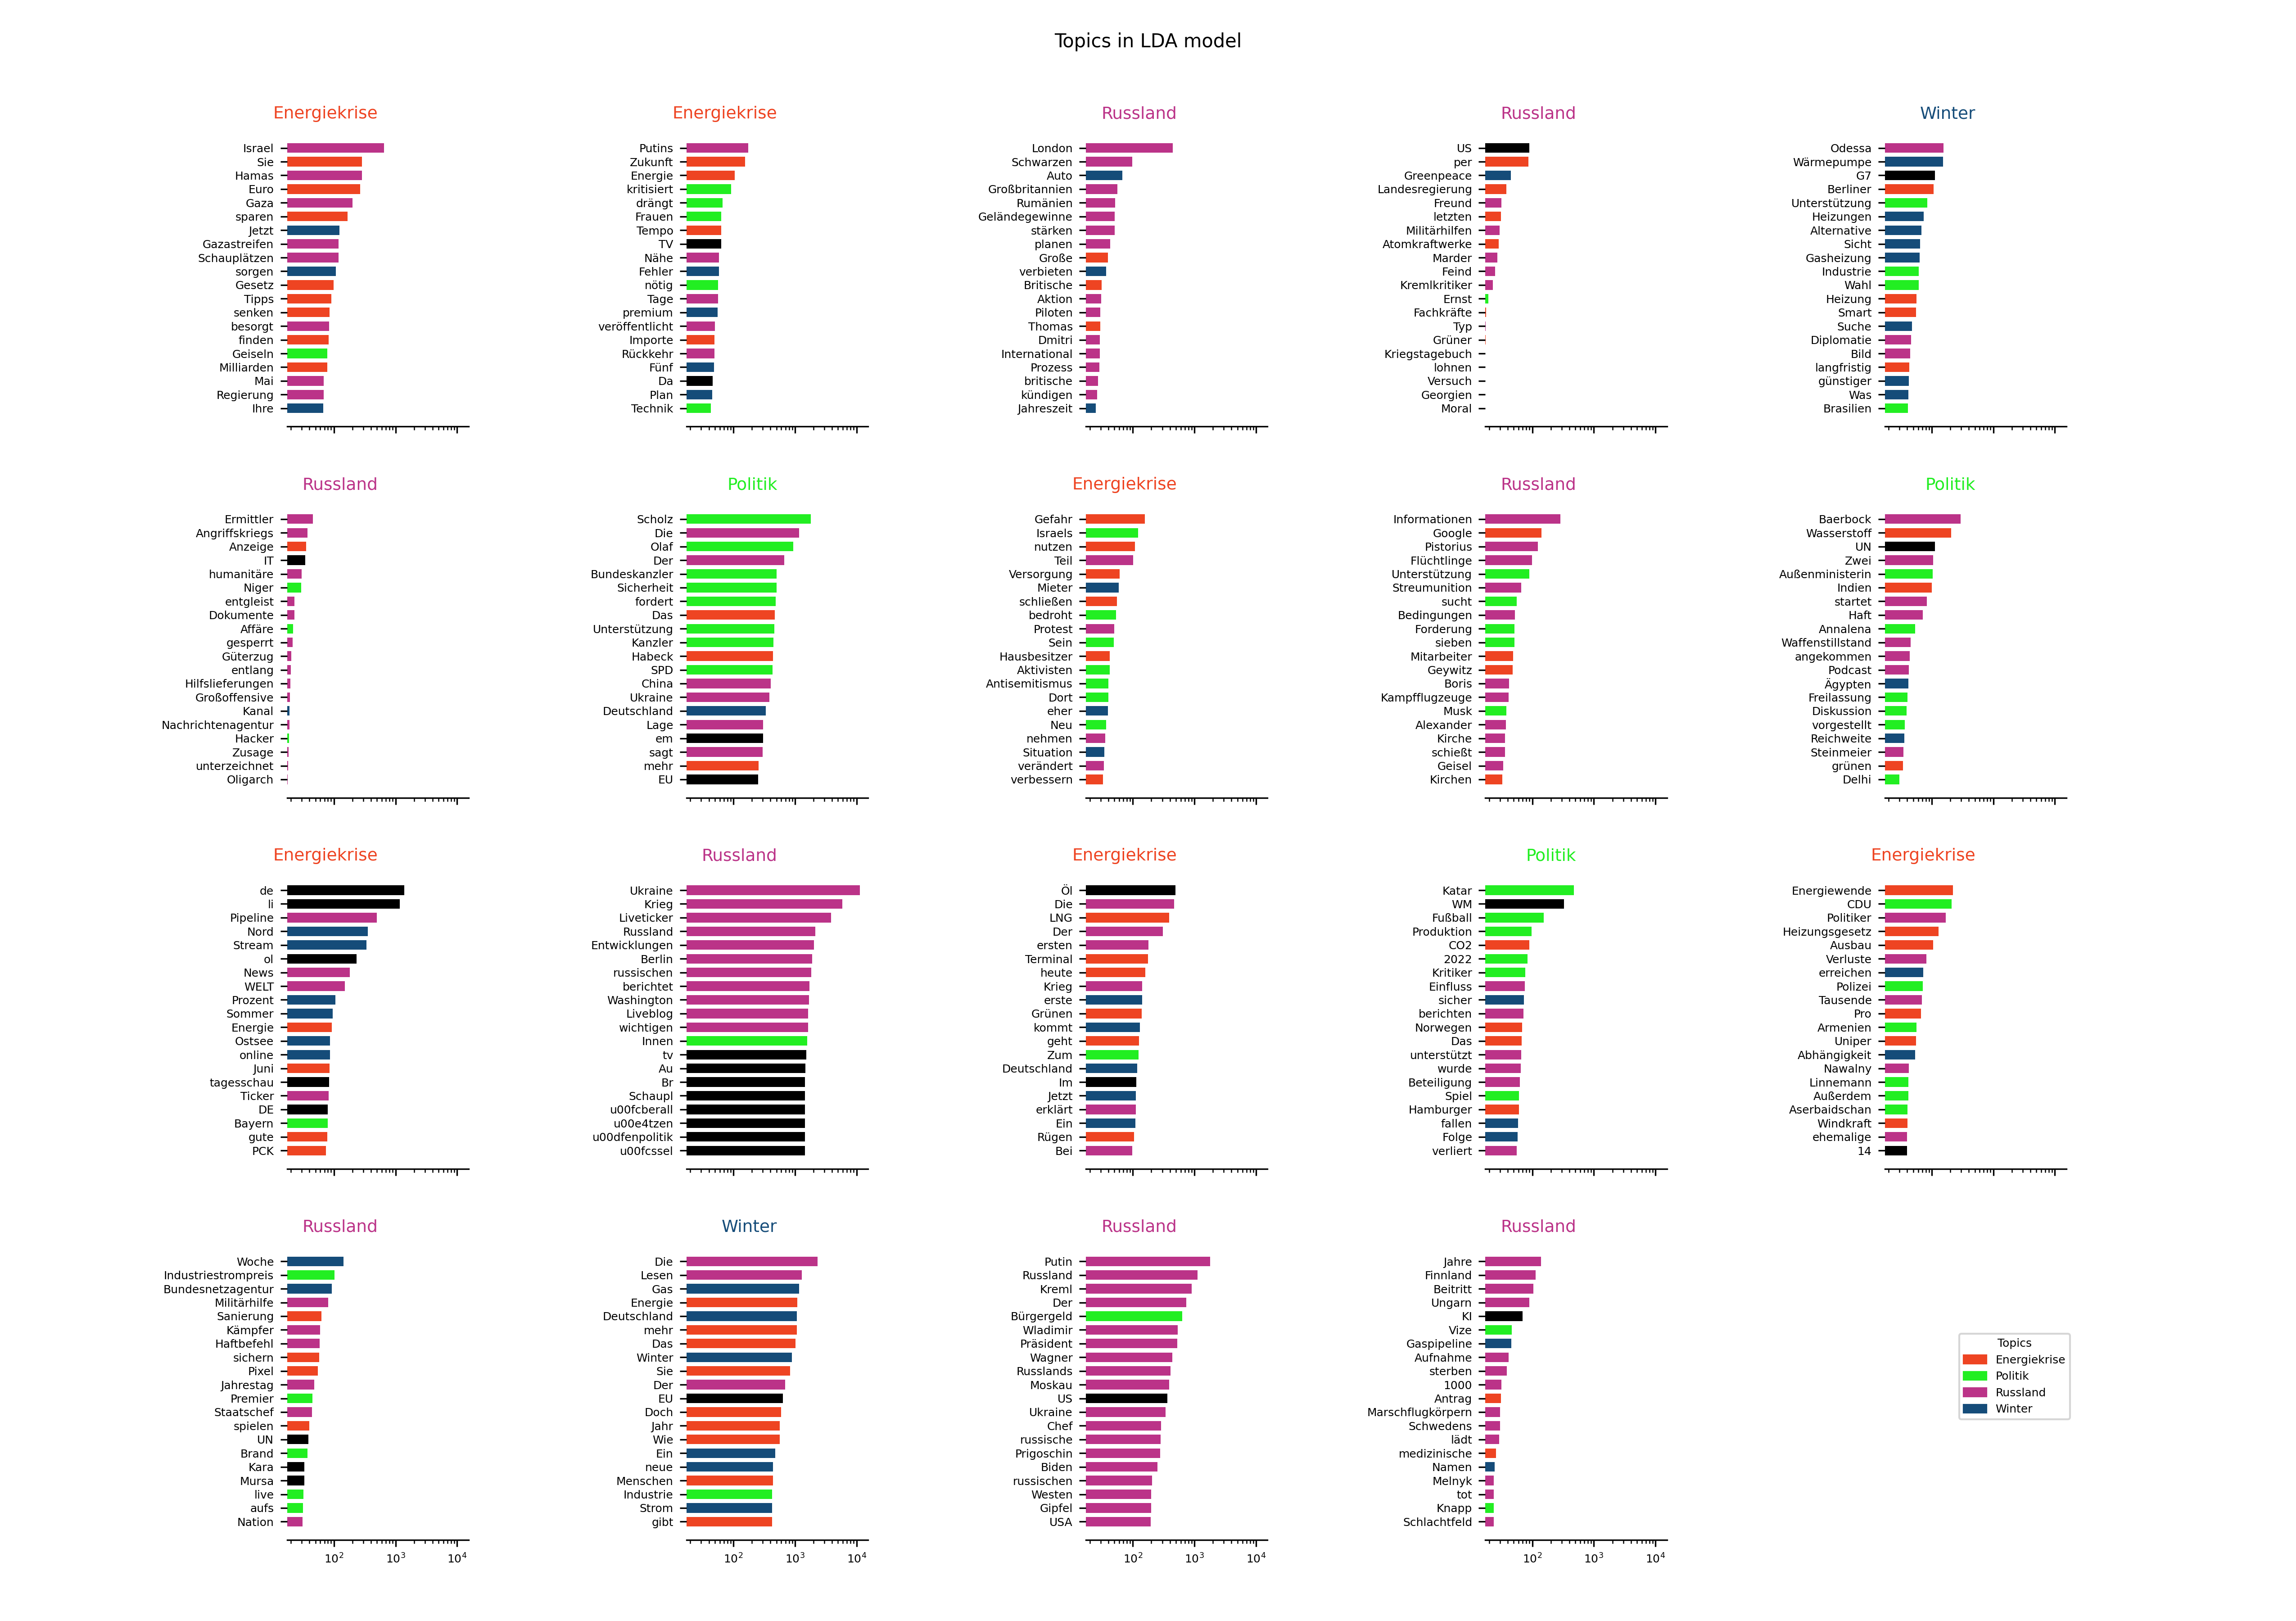 Topics in LDA model
Energiekrise
Israel
Sie
Hamas
Euro
Gaza
sparen
Jetzt
Gazastreifen
Schauplätzen
sorgen
Gesetz
Tipps
senken
besorgt
finden
Geiseln
Milliarden
Mai
Regierung
Ihre
Energiekrise
Putins
Zukunft
Energie
kritisiert
drängt
Frauen
Tempo
TV
Nähe
Fehler
nötig
Tage
premium
veröffentlicht
Importe
Rückkehr
Fünf
Da
Plan
Technik
Russland
London
Schwarzen
Auto
Großbritannien
Rumänien
Geländegewinne
stärken
planen
Große
verbieten
Britische
Aktion
Piloten
Thomas
Dmitri
International
Prozess
britische
kündigen
Jahreszeit
Russland
US
per
Greenpeace
Landesregierung
Freund
letzten
Militärhilfen
Atomkraftwerke
Marder
Feind
Kremlkritiker
Ernst
Fachkräfte
Typ
Grüner
Kriegstagebuch
lohnen
Versuch
Georgien
Moral
Winter
Odessa
Wärmepumpe
G7
Berliner
Unterstützung
Heizungen
Alternative
Sicht
Gasheizung
Industrie
Wahl
Heizung
Smart
Suche
Diplomatie
Bild
langfristig
günstiger
Was
Brasilien
Russland
Ermittler
Angriffskriegs
Anzeige
IT
humanitäre
Niger
entgleist
Dokumente
Affäre
gesperrt
Güterzug
entlang
Hilfslieferungen
Großoffensive
Kanal
Nachrichtenagentur
Hacker
Zusage
unterzeichnet
Oligarch
Politik
Scholz
Die
Olaf
Der
Bundeskanzler
Sicherheit
fordert
Das
Unterstützung
Kanzler
Habeck
SPD
China
Ukraine
Deutschland
Lage
em
sagt
mehr
EU
Energiekrise
Gefahr
Israels
nutzen
Teil
Versorgung
Mieter
schließen
bedroht
Protest
Sein
Hausbesitzer
Aktivisten
Antisemitismus
Dort
eher
Neu
nehmen
Situation
verändert
verbessern
Russland
Informationen
Google
Pistorius
Flüchtlinge
Unterstützung
Streumunition
sucht
Bedingungen
Forderung
sieben
Mitarbeiter
Geywitz
Boris
Kampfflugzeuge
Musk
Alexander
Kirche
schießt
Geisel
Kirchen
Politik
Baerbock
Wasserstoff
UN
Zwei
Außenministerin
Indien
startet
Haft
Annalena
Waffenstillstand
angekommen
Podcast
Ägypten
Freilassung
Diskussion
vorgestellt
Reichweite
Steinmeier
grünen
Delhi
Energiekrise
de
li
Pipeline
Nord
Stream
ol
News
WELT
Prozent
Sommer
Energie
Ostsee
online
Juni
tagesschau
Ticker
DE
Bayern
gute
PCK
Russland
Ukraine
Krieg
Liveticker
Russland
Entwicklungen
Berlin
russischen
berichtet
Washington
Liveblog
wichtigen
Innen
tv
Au
Br
Schaupl
u00fcberall
u00e4tzen
u00dfenpolitik
u00fcssel
Energiekrise
Öl
Die
LNG
Der
ersten
Terminal
heute
Krieg
erste
Grünen
kommt
geht
Zum
Deutschland
Im
Jetzt
erklärt
Ein
Rügen
Bei
Politik
Katar
WM
Fußball
Produktion
CO2
2022
Kritiker
Einfluss
sicher
berichten
Norwegen
Das
unterstützt
wurde
Beteiligung
Spiel
Hamburger
fallen
Folge
verliert
Energiekrise
Energiewende
CDU
Politiker
Heizungsgesetz
Ausbau
Verluste
erreichen
Polizei
Tausende
Pro
Armenien
Uniper
Abhängigkeit
Nawalny
Linnemann
Außerdem
Aserbaidschan
Windkraft
ehemalige
14
Russland
Woche
Industriestrompreis
Bundesnetzagentur
Militärhilfe
Sanierung
Kämpfer
Haftbefehl
sichern
Pixel
Jahrestag
Premier
Staatschef
spielen
UN
Brand
Kara
Mursa
live
aufs
Nation
10² 10³ 10⁴
Winter
Die
Lesen
Gas
Energie
Deutschland
mehr
Das
Winter
Sie
Der
EU
Doch
Jahr
Wie
Ein
neue
Menschen
Industrie
Strom
gibt
10² 10³ 10⁴
Russland
Putin
Russland
Kreml
Der
Bürgergeld
Wladimir
Präsident
Wagner
Russlands
Moskau
US
Ukraine
Chef
russische
Prigoschin
Biden
russischen
Westen
Gipfel
USA
10² 10³ 10⁴
Russland
Jahre
Finnland
Beitritt
Ungarn
KI
Vize
Gaspipeline
Aufnahme
sterben
1000
Antrag
Marschflugkörpern
Schwedens
lädt
medizinische
Namen
Melnyk
tot
Knapp
Schlachtfeld
10² 10³ 10⁴
Topics
Energiekrise
Politik
Russland
Winter